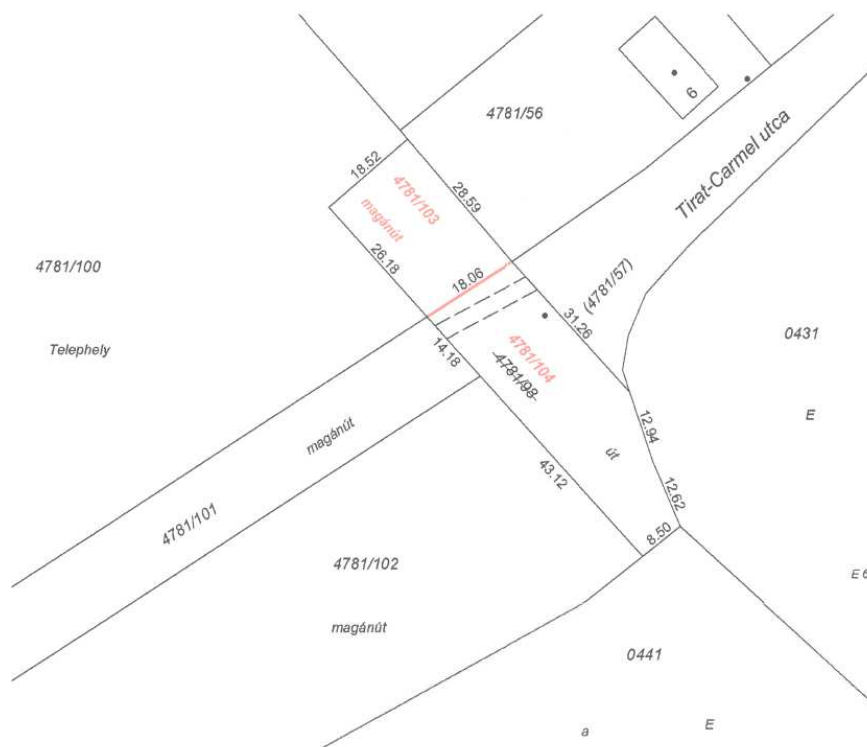 6
4781/56
Tirat-Carmel utca
18.52
4781/103
magánút
28.59
26.18
4781/100
18.06
(4781/57)
31.26
0431
Telephely
14.18
4781/104
4781/98
E
magánút
12.94
út
43.12
12.62
4781/101
8.50
4781/102
E 6
magánút
0441
a
E